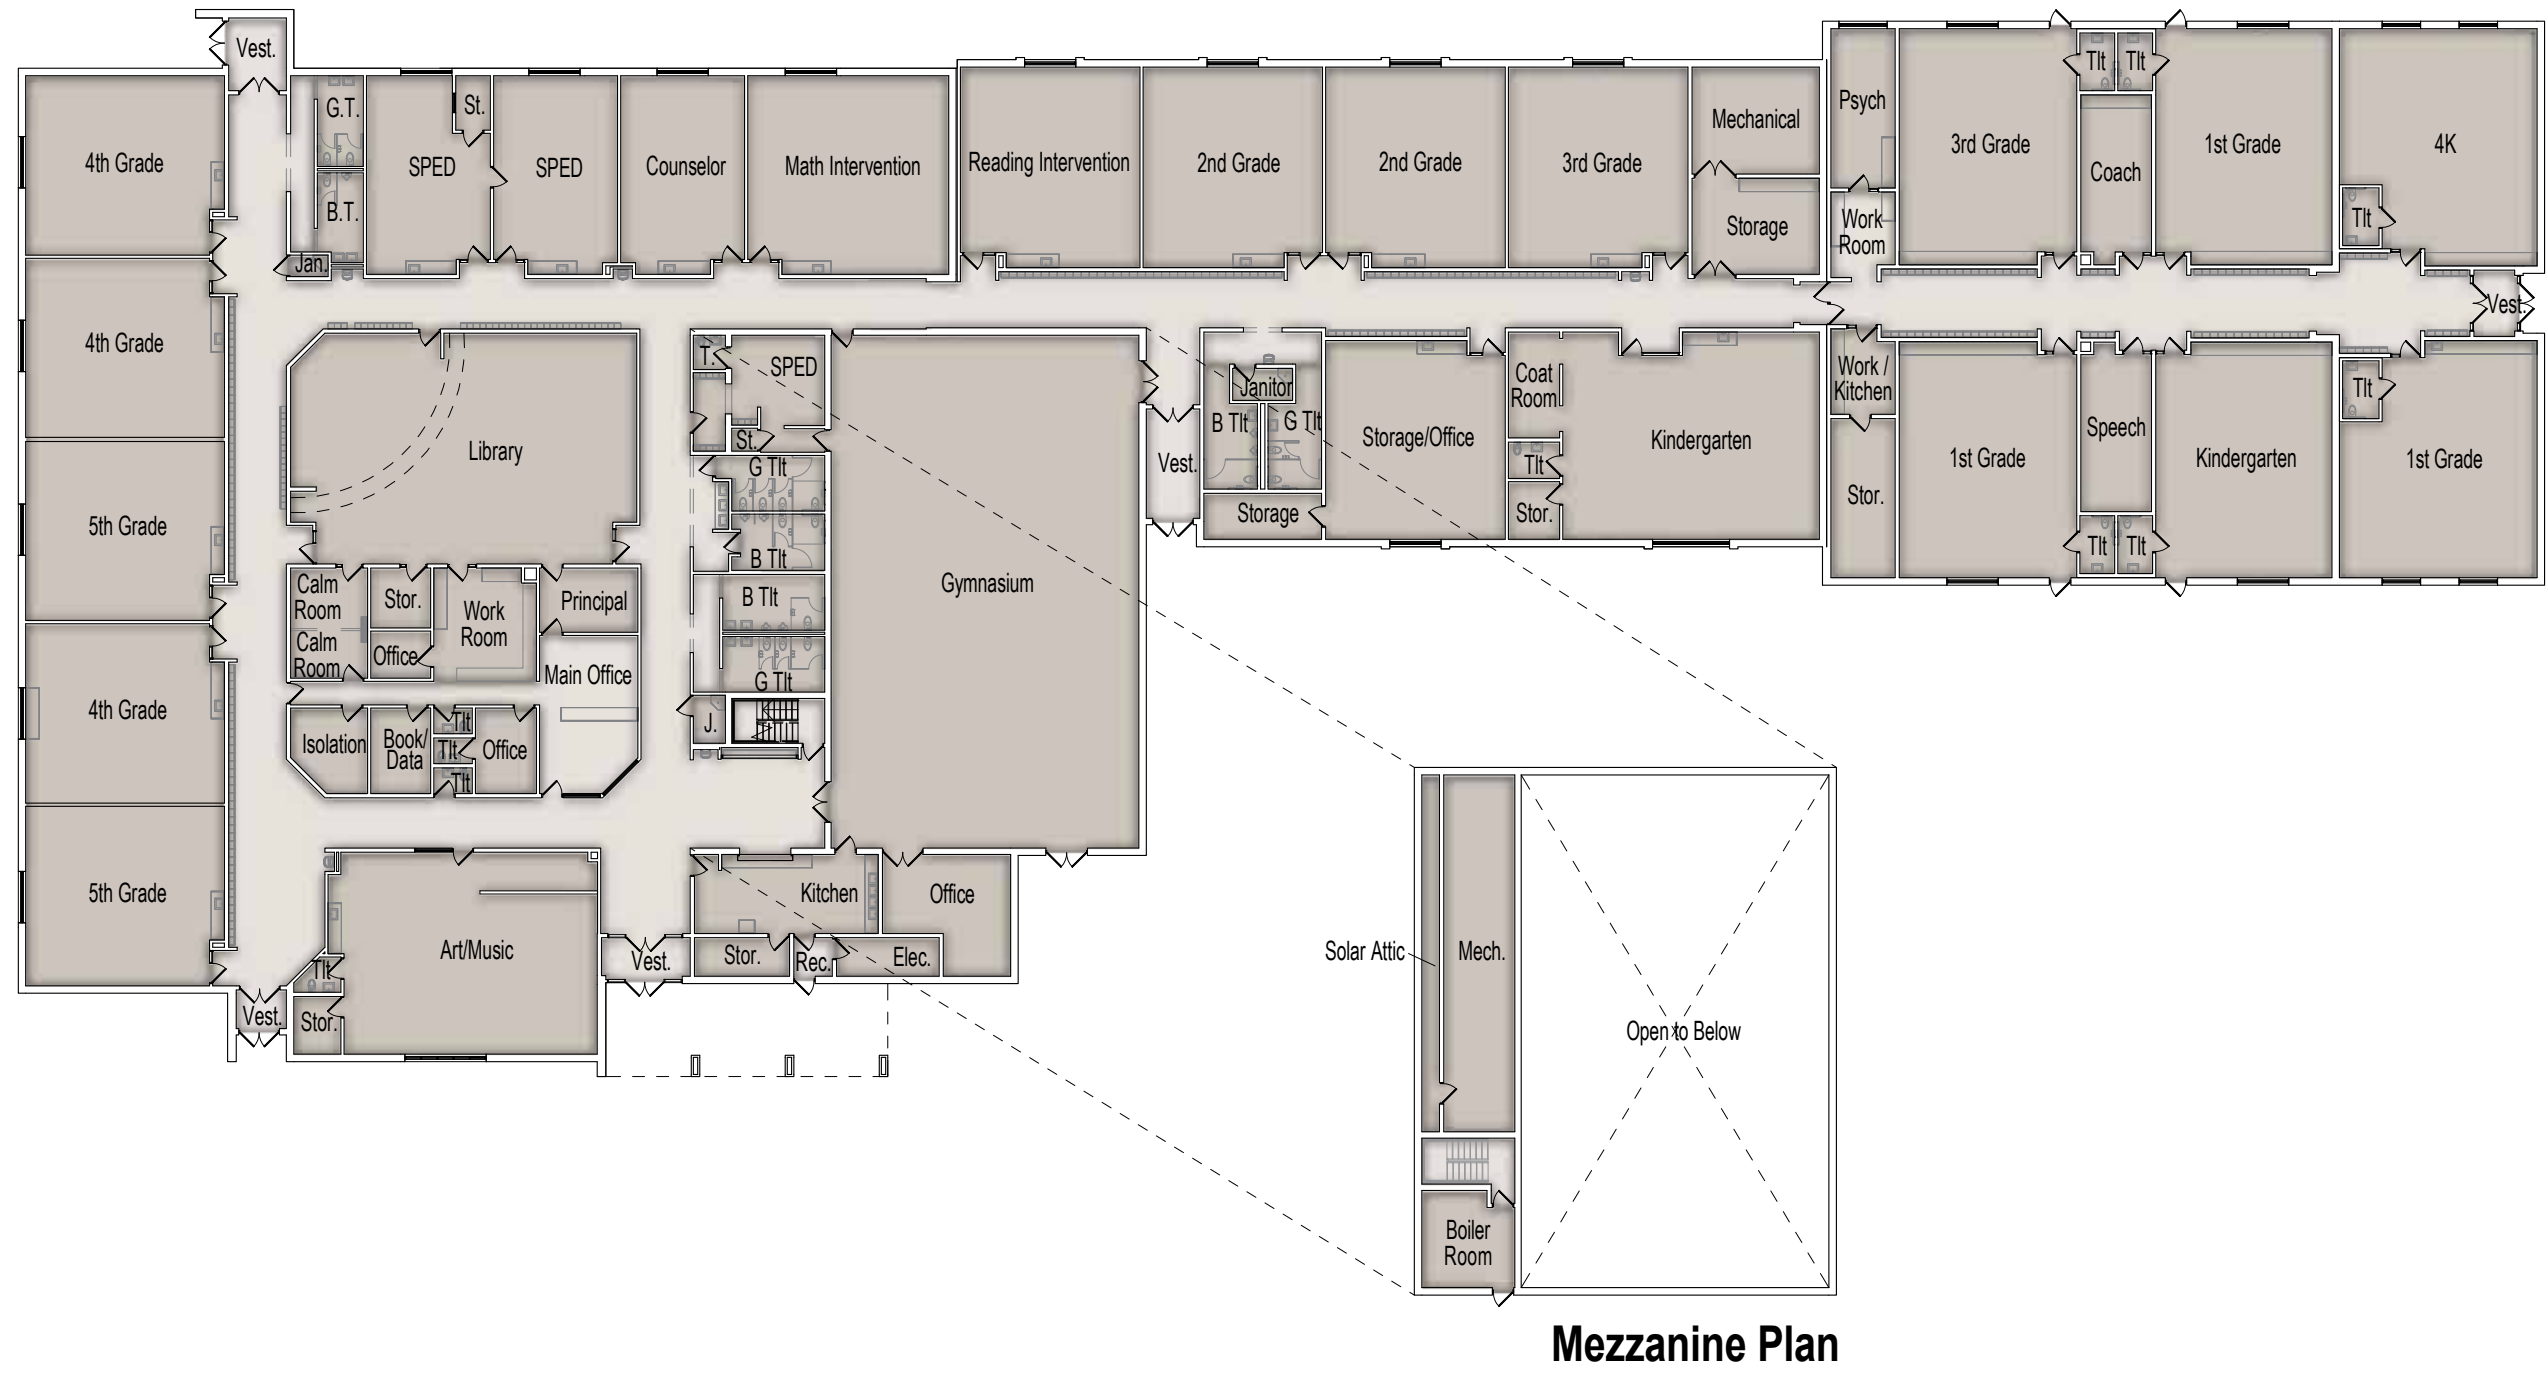 Vest.
G.T.
St.
4th Grade
SPED
SPED
Counselor
Math Intervention
B.T.
Jan.
Reading Intervention
2nd Grade
2nd Grade
3rd Grade
Mechanical
Storage
Psych
Work
Room
3rd Grade
Tlt
Tlt
Coach
1st Grade
4K
Tlt
Vest.
4th Grade
Library
T.
SPED
St.
G Tlt
B Tlt
B Tlt
G Tlt
J.
Gymnasium
Vest.
Janitor
B Tlt
G Tlt
Storage
Storage/Office
Coat
Room
Tlt
Stor.
Kindergarten
Work /
Kitchen
Stor.
1st Grade
Speech
Tlt
Tlt
Kindergarten
Tlt
1st Grade
5th Grade
Calm
Room
Calm
Room
Stor.
Office
Work
Room
Principal
Main Office
4th Grade
Isolation
Book/
Data
Tlt
Tlt
Tlt
Office
5th Grade
Art/Music
Tlt
Stor.
Vest.
Vest.
Kitchen
Office
Stor.
Rec.
Elec.
Solar Attic
Mech.
Open to Below
Boiler
Room
Mezzanine Plan